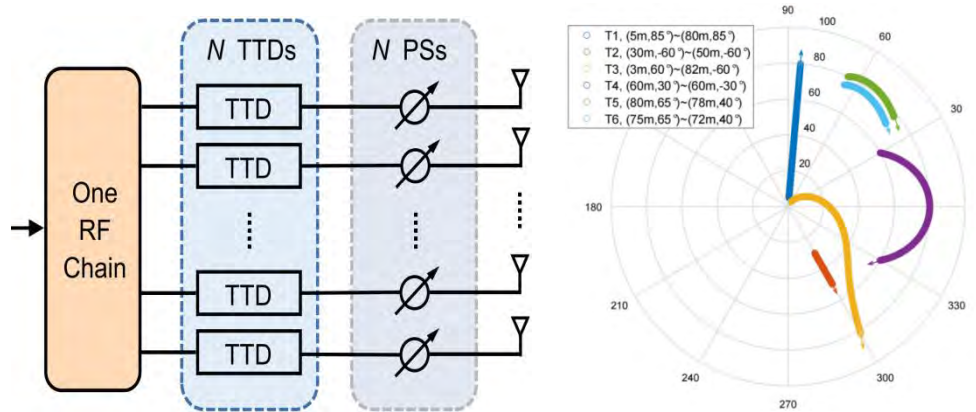 N TTDs
N PSs
TTD
TTD
TTD
TTD
One
RF
Chain
T1, (5m,85°)~(80m,85°)
T2, (30m,-60°)~(50m,-60°)
T3, (3m,60°)~(82m,-60°)
T4, (60m,30°)~(60m,-30°)
T5, (80m,65°)~(78m,40°)
T6, (75m,65°)~(72m,40°)
90
100
60
80
60
30
40
20
180
210
330
240
300
270